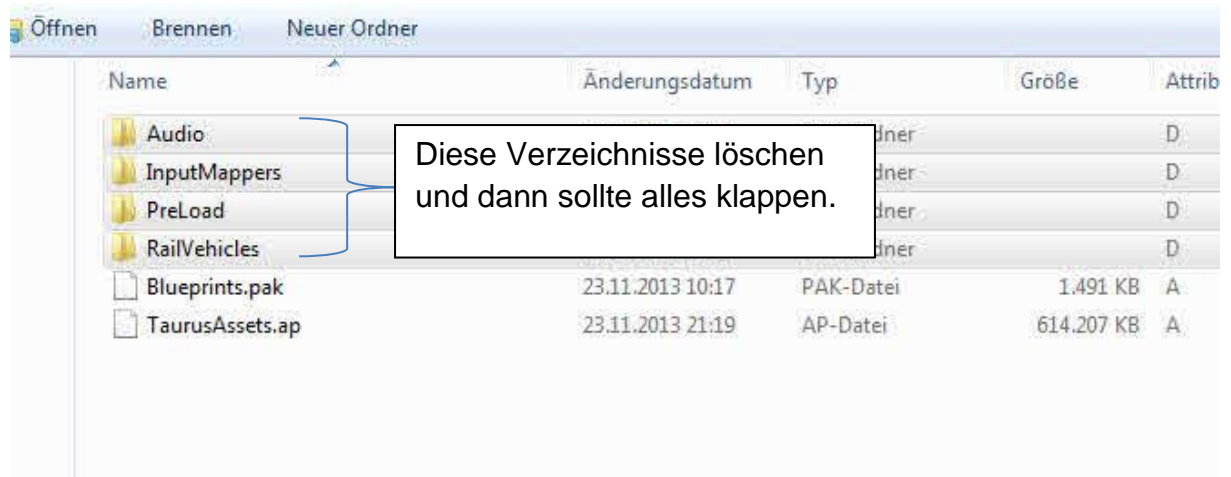 Öffnen Brennen Neuer Ordner
Name Änderungsdatum Typ Größe Attrib
Audio D
InputMappers D
PreLoad D
RailVehicles D
Diese Verzeichnisse löschen
und dann sollte alles klappen.
Blueprints.pak 23.11.2013 10:17 PAK-Datei 1.491 KB A
TaurusAssets.ap 23.11.2013 21:19 AP-Datei 614.207 KB A